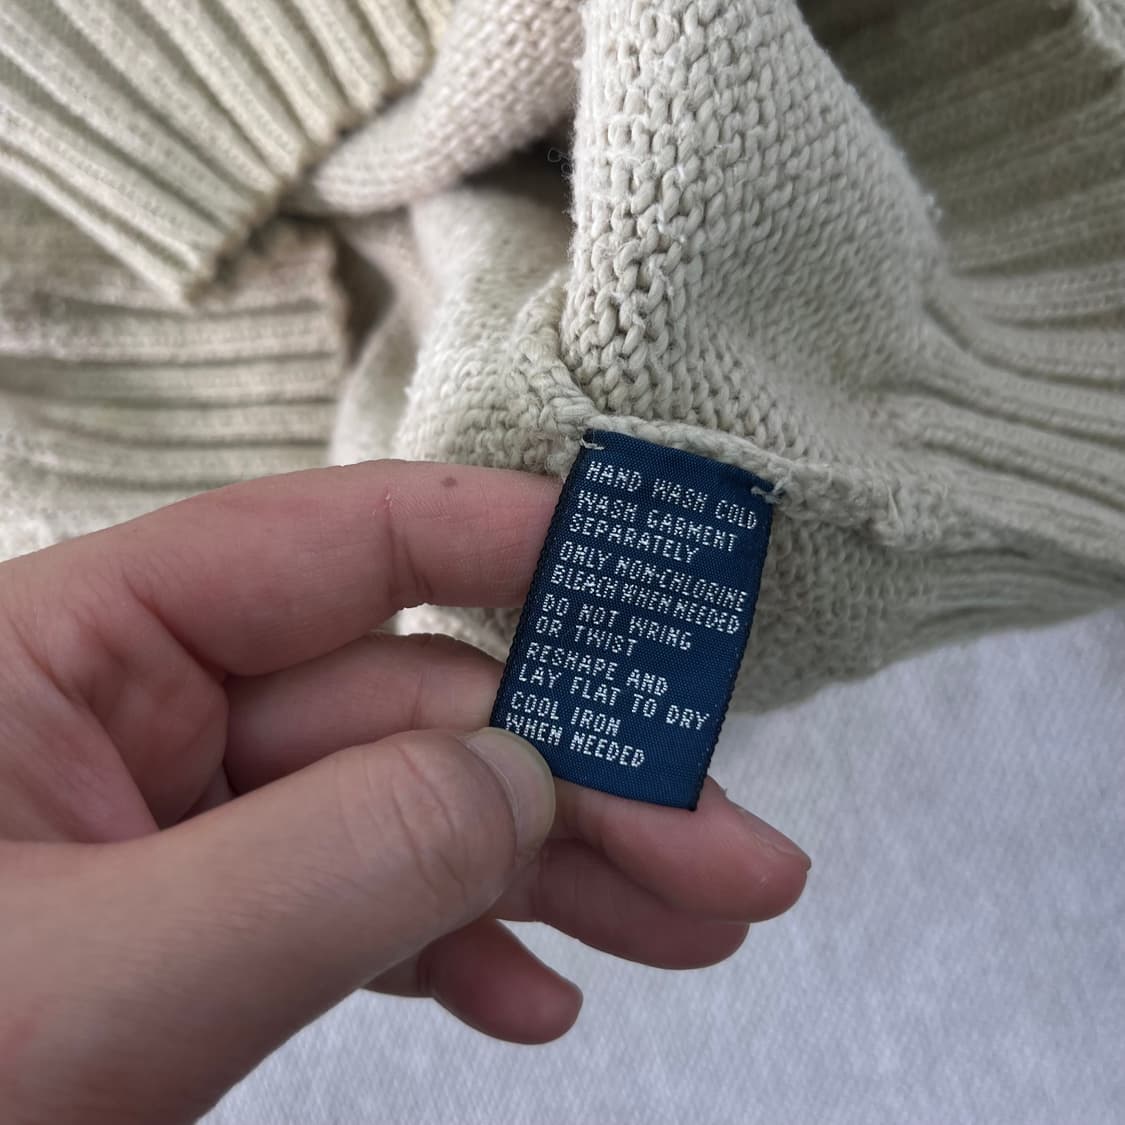 HAND WASH COLD
WASH GARMENT
SEPARATELY
ONLY NON-CHLORINE
BLEACH WHEN NEEDED
DO NOT WRING
OR TWIST
RESHAPE AND
LAY FLAT TO DRY
COOL IRON
WHEN NEEDED